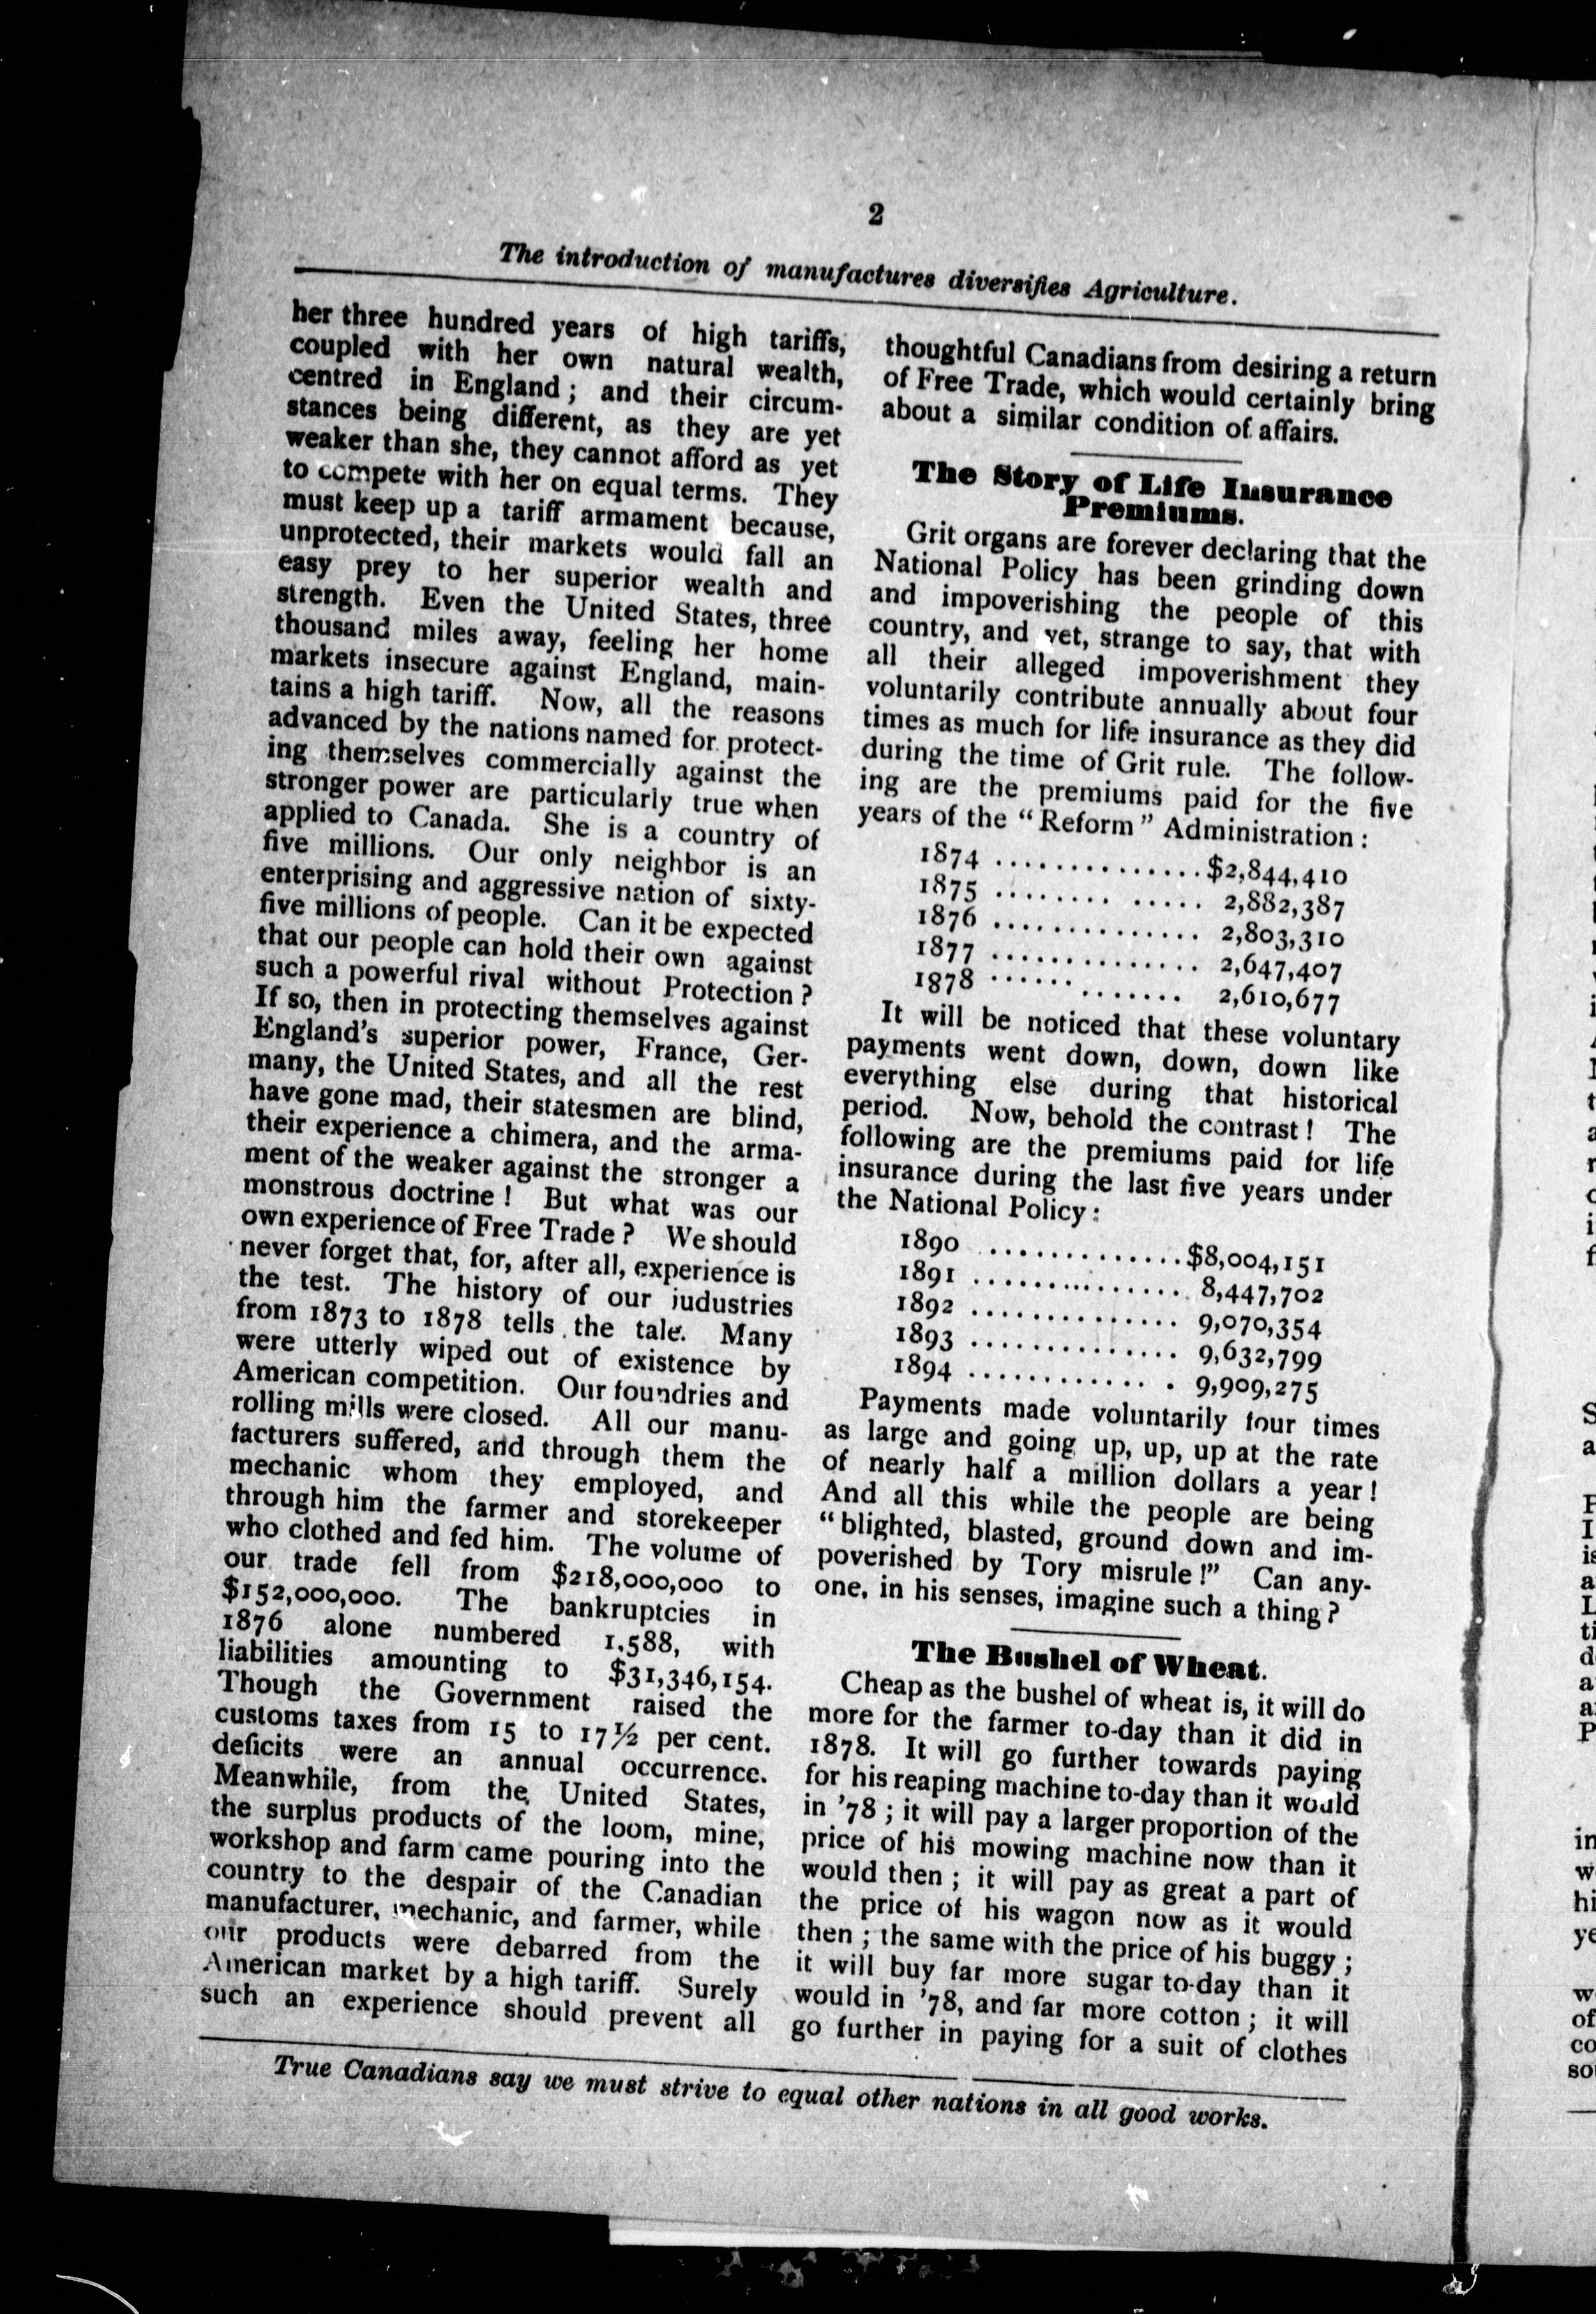 2
The introduction of manufactures diversifies Agriculture.
her three hundred years of high tariffs,
coupled with her own natural wealth,
centred in England ; and their circum-
stances being different, as they are yet
weaker than she, they cannot afford as yet
to compete with her on equal terms. They
must keep up a tariff armament because,
unprotected, their markets would fall an
easy prey to her superior wealth and
strength. Even the United States, three
thousand miles away, feeling her home
markets insecure against England, main-
tains a high tariff. Now, all the reasons
advanced by the nations named for protect-
ing themselves commercially against the
stronger power are particularly true when
applied to Canada. She is a country of
five millions. Our only neighbor is an
enterprising and aggressive nation of sixty-
five millions of people. Can it be expected
that our people can hold their own against
such a powerful rival without Protection ?
If so, then in protecting themselves against
England's superior power, France, Ger-
many, the United States, and all the rest
have gone mad, their statesmen are blind,
their experience a chimera, and the arma-
ment of the weaker against the stronger a
monstrous doctrine ! But what was our
own experience of Free Trade ? We should
never forget that, for, after all, experience is
the test. The history of our iudustries
from 1873 to 1878 tells the tale. Many
were utterly wiped out of existence by
American competition. Our foundries and
rolling mills were closed. All our manu-
facturers suffered, and through them the
mechanic whom they employed, and
through him the farmer and storekeeper
who clothed and fed him. The volume of
our trade fell from $218,000,000 to
$152,000,000. The bankruptcies in
1876 alone numbered 1,588, with
liabilities amounting to $31,346,154.
Though the Government raised the
customs taxes from 15 to 17½ per cent.
deficits were an annual occurrence.
Meanwhile, from the United States,
the surplus products of the loom, mine,
workshop and farm came pouring into the
country to the despair of the Canadian
manufacturer, mechanic, and farmer, while
our products were debarred from the
American market by a high tariff. Surely
such an experience should prevent all
thoughtful Canadians from desiring a return
of Free Trade, which would certainly bring
about a similar condition of affairs.
The Story of Life Insurance
Premiums.
Grit organs are forever declaring that the
National Policy has been grinding down
and impoverishing the people of this
country, and yet, strange to say, that with
all their alleged impoverishment they
voluntarily contribute annually about four
times as much for life insurance as they did
during the time of Grit rule. The follow-
ing are the premiums paid for the five
years of the "Reform" Administration :
1874 ...............$2,844,410
1875 ........ ..... 2,882,387
1876 .............. 2,803,310
1877 .............. 2,647,407
1878 ............. 2,610,677
It will be noticed that these voluntary
payments went down, down, down like
everything else during that historical
period. Now, behold the contrast ! The
following are the premiums paid for life
insurance during the last five years under
the National Policy :
1890 .............$8,004,151
1891 ............... 8,447,702
1892 .............. 9,070,354
1893 .............. 9,632,799
1894 ............ . 9,909,275
Payments made voluntarily four times
as large and going up, up, up at the rate
of nearly half a million dollars a year !
And all this while the people are being
"blighted, blasted, ground down and im-
poverished by Tory misrule !" Can any-
one, in his senses, imagine such a thing ?
The Bushel of Wheat.
Cheap as the bushel of wheat is, it will do
more for the farmer to-day than it did in
1878. It will go further towards paying
for his reaping machine to-day than it would
in '78 ; it will pay a larger proportion of the
price of his mowing machine now than it
would then ; it will pay as great a part of
the price of his wagon now as it would
then ; the same with the price of his buggy ;
it will buy far more sugar to-day than it
would in '78, and far more cotton ; it will
go further in paying for a suit of clothes
True Canadians say we must strive to equal other nations in all good works.